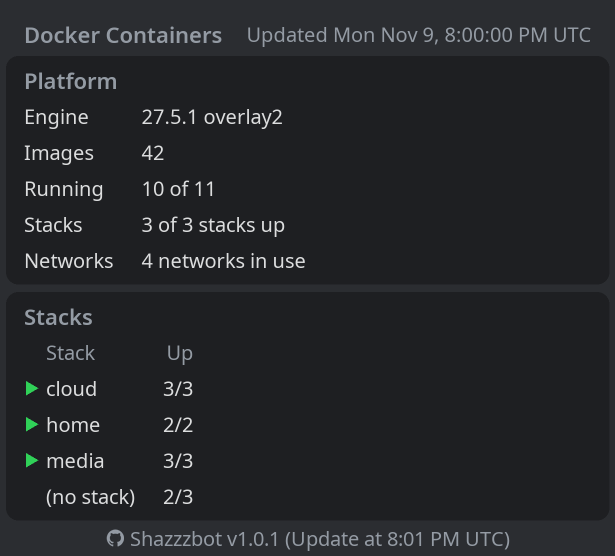 Docker Containers Updated Mon Nov 9, 8:00:00 PM UTC
Platform
Engine 27.5.1 overlay2
Images 42
Running 10 of 11
Stacks 3 of 3 stacks up
Networks 4 networks in use
Stacks
Stack Up
cloud 3/3
home 2/2
media 3/3
(no stack) 2/3
Shazzzbot v1.0.1 (Update at 8:01 PM UTC)